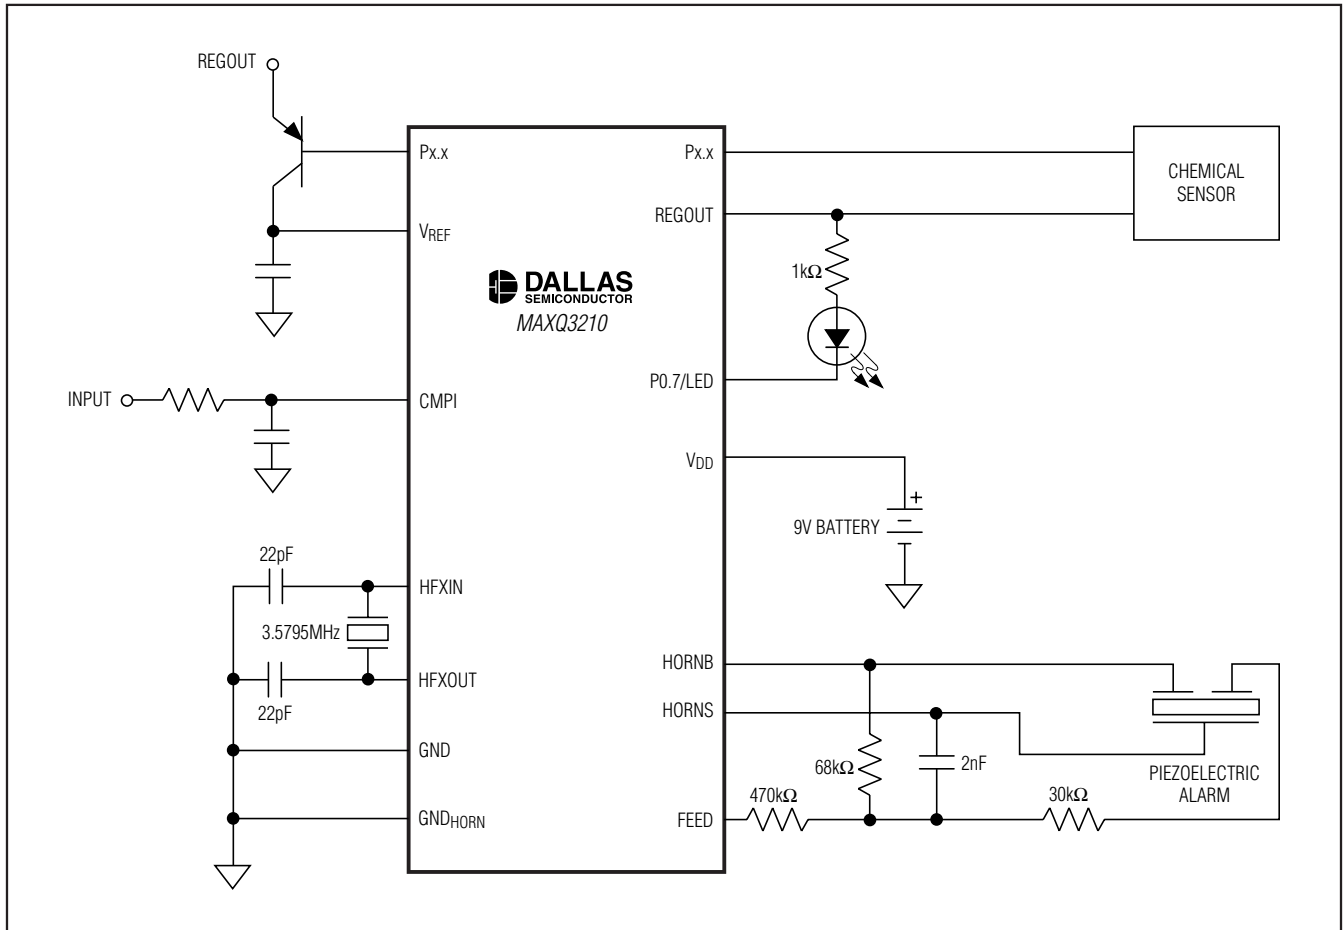 REGOUT
Px.x
VREF
INPUT
CMPI
22pF
HFXIN
3.5795MHz
HFXOUT
22pF
GND
GNDHORN
DALLAS
SEMICONDUCTOR
MAXQ3210
Px.x
CHEMICAL
SENSOR
REGOUT
1kΩ
P0.7/LED
VDD
+
9V BATTERY
HORNB
HORNS
68kΩ
2nF
PIEZOELECTRIC
ALARM
470kΩ
30kΩ
FEED